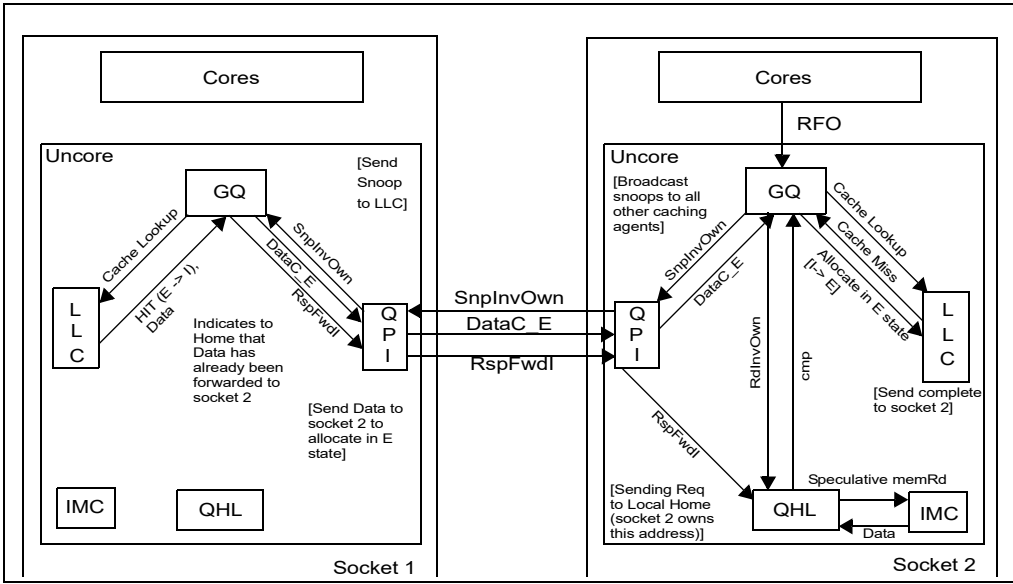 Cores
Uncore
[Send
Snoop
to LLC]
GQ
Cache Lookup
HIT (E -> I),
Data
SnpInvOwn
DataC_E
RspFwdI
L
L
C
Q
P
I
Indicates to
Home that
Data has
already been
forwarded to
socket 2
[Send Data to
socket 2 to
allocate in E
state]
IMC
QHL
Socket 1
SnpInvOwn
DataC_E
RspFwdI
Cores
RFO
Uncore
[Broadcast
snoops to all
other caching
agents]
GQ
SnpInvOwn
DataC_E
Cache Lookup
Cache Miss
Allocate in E state
[I-> E]
Q
P
I
L
L
C
RdInvOwn
cmp
[Send complete
to socket 2]
RspFwdI
[Sending Req
to Local Home
(socket 2 owns
this address)]
QHL
Speculative memRd
Data
IMC
Socket 2